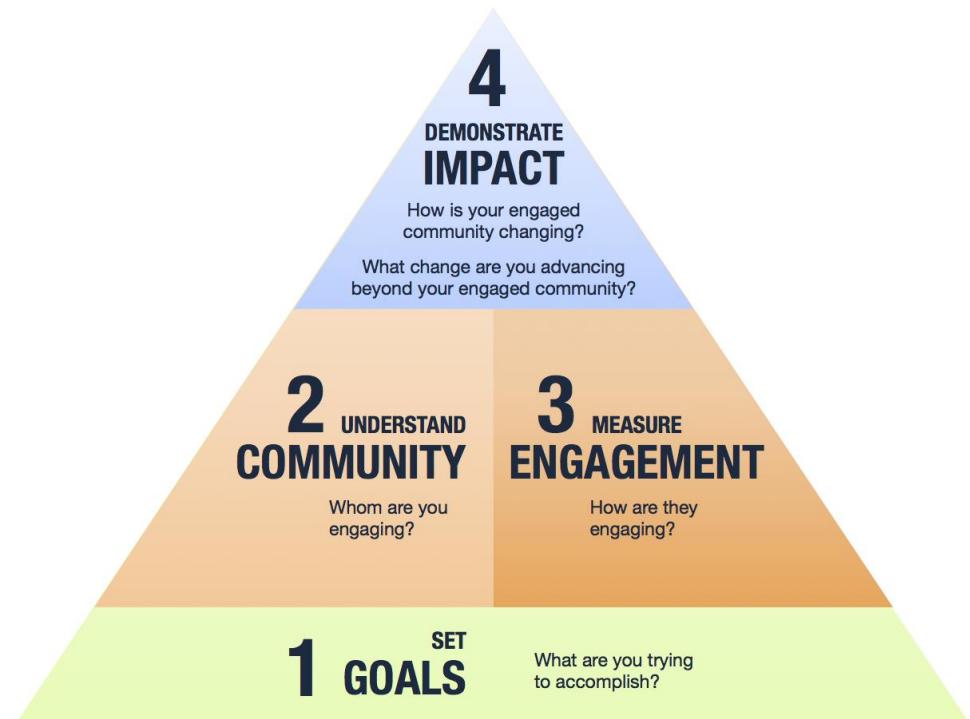 4
DEMONSTRATE
IMPACT
How is your engaged
community changing?
What change are you advancing
beyond your engaged community?
2 UNDERSTAND
COMMUNITY
Whom are you
engaging?
3 MEASURE
ENGAGEMENT
How are they
engaging?
1 SET
GOALS
What are you trying
to accomplish?